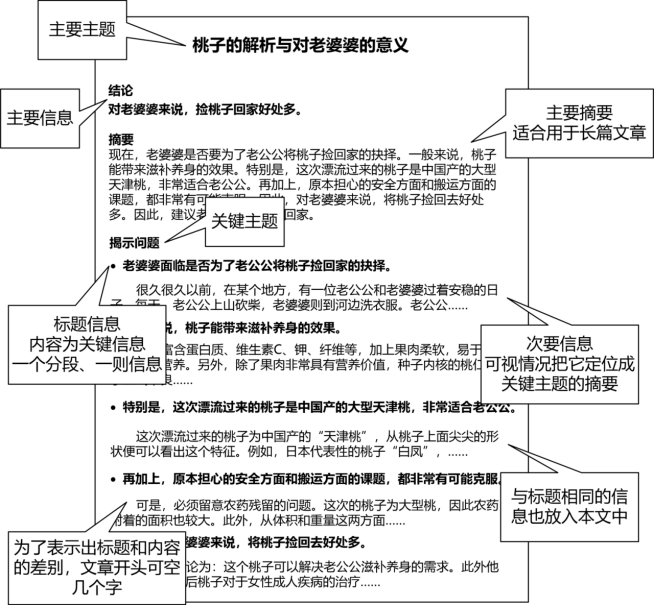 主要主题
桃子的解析与对老婆婆的意义
结论
对老婆婆来说，捡桃子回家好处多。
主要信息
主要摘要
适合用于长篇文章
摘要
现在，老婆婆是否要为了老公公将桃子捡回家的抉择。一般来说，桃子
能带来滋补养身的效果。特别是，这次漂流过来的桃子是中国产的大型
天津桃，非常适合老公公。再加上，原本担心的安全方面和搬运方面的
课题，都非常有可能克服。因此，对老婆婆来说，将桃子捡回去好处
多。因此，建议老 回家。
关键主题
揭示问题
• 老婆婆面临是否为了老公公将桃子捡回家的抉择。
很久很久以前，在某个地方，有一位老公公和老婆婆过着安稳的日
子。每天，老公公上山砍柴，老婆婆则到河边洗衣服。老公公……
标题信息
内容为关键信息
一个分段、一则信息
次要信息
可视情况把它定位成
关键主题的摘要
说，桃子能带来滋补养身的效果。
富含蛋白质、维生素C、钾、纤维等，加上果肉柔软，易于
营养。另外，除了果肉非常具有营养价值，种子内核的桃仁
……
• 特别是，这次漂流过来的桃子是中国产的大型天津桃，非常适合老公公。
这次漂流过来的桃子为中国产的“天津桃”，从桃子上面尖尖的形
状便可以看出这个特征。例如，日本代表性的桃子“白凤”，……
• 再加上，原本担心的安全方面和搬运方面的课题，都非常有可能克服。
可是，必须留意农药残留的问题。这次的桃子为大型桃，因此农药
附着的面积也较大。此外，从体积和重量这两方面……
与标题相同的信
息也放入本文中
为了表示出标题和内容
的差别，文章开头可空
几个字
婆婆来说，将桃子捡回去好处多。
论为：这个桃子可以解决老公公滋补养身的需求。此外他
后桃子对于女性成人疾病的治疗……